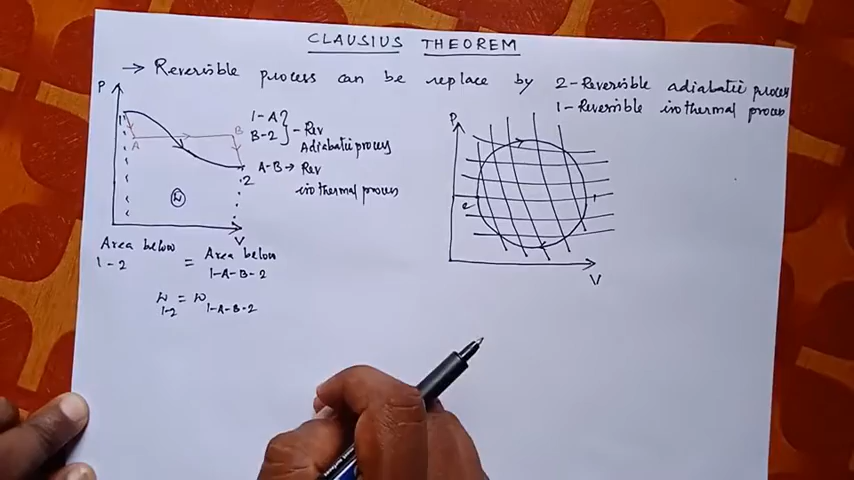 CLAUSIUS THEOREM
→ Reversible process can be replace by 2-Reversible adiabatic process
1-Reversible isothermal process
P
1
A
B
2
W
V
1-A
B-2
} - Rev
Adiabatic process
A-B → Rev
isothermal process
Area below
1-2
= Area below
1-A-B-2
W 1-2 = W 1-A-B-2
P
e
V